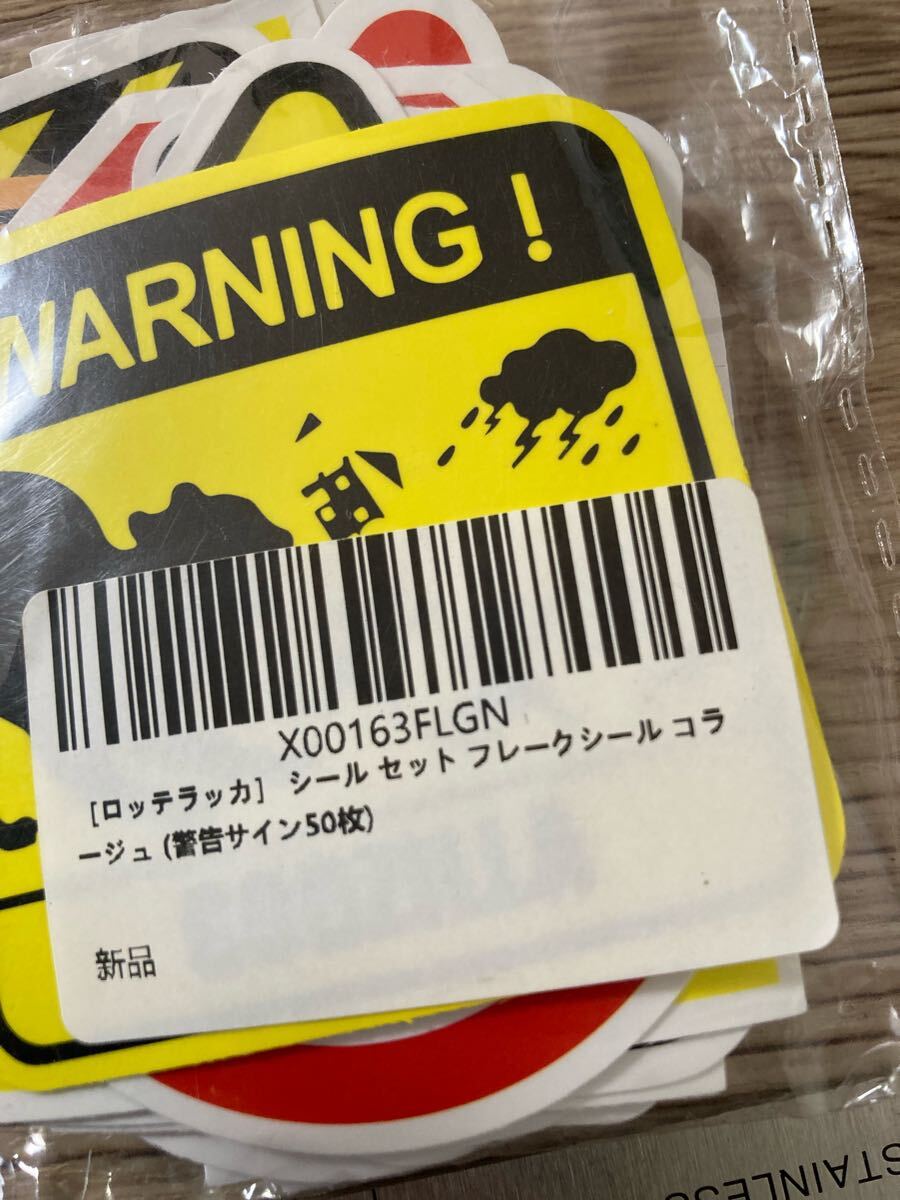 WARNING !
X00163FLGN
[ロッテラッカ] シール セット フレークシール コラ
ージュ (警告サイン50枚)
新品
STAINLESS